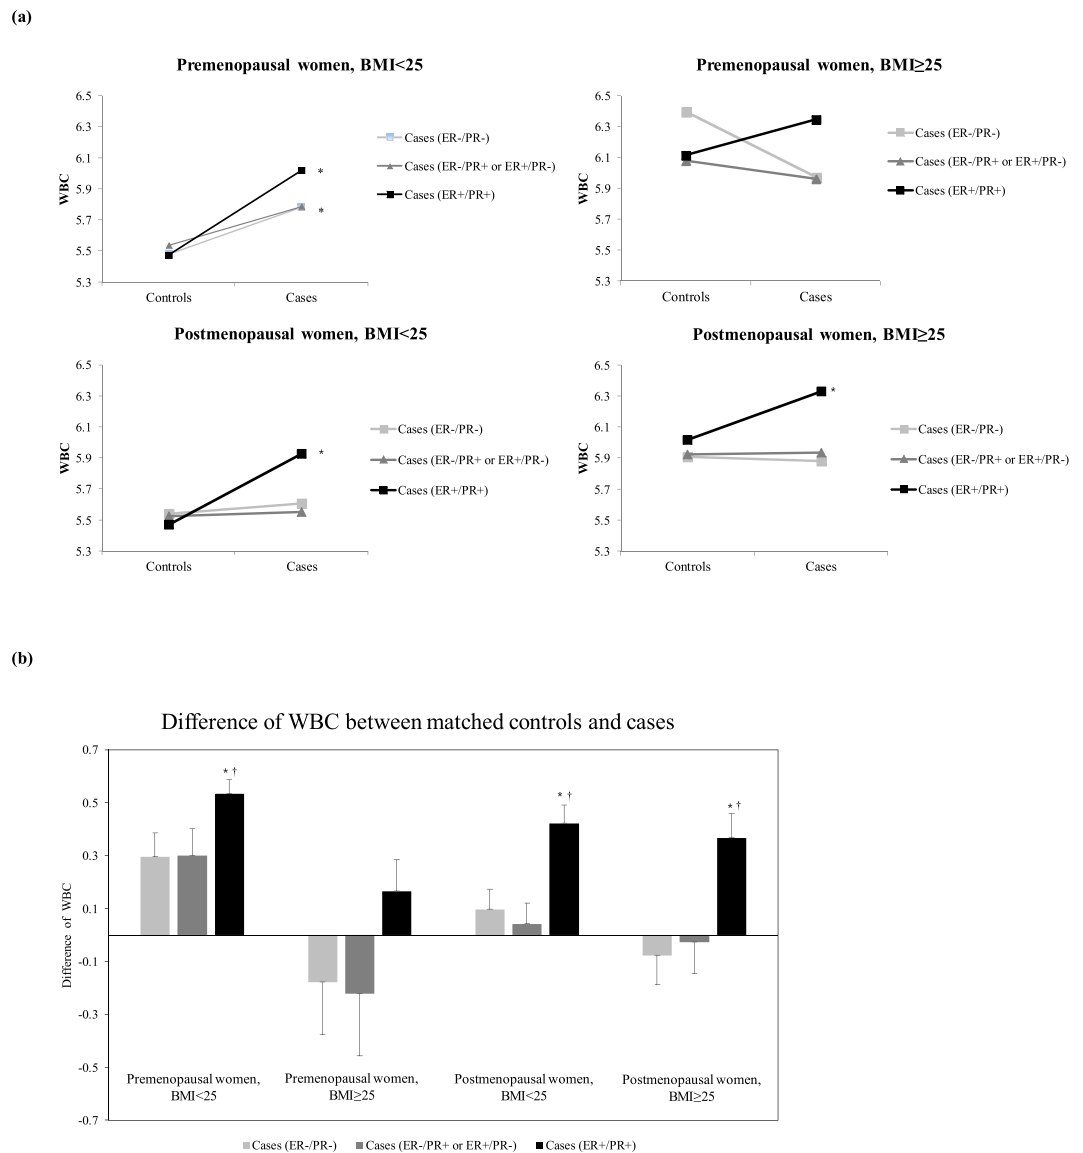 (a)
Premenopausal women, BMI<25
6.5
6.3
6.1
5.9
5.7
5.5
5.3
WBC
*
*
Controls
Cases
Cases (ER-/PR-)
Cases (ER-/PR+ or ER+/PR-)
Cases (ER+/PR+)
Premenopausal women, BMI≥25
6.5
6.3
6.1
5.9
5.7
5.5
5.3
WBC
Controls
Cases
Cases (ER-/PR-)
Cases (ER-/PR+ or ER+/PR-)
Cases (ER+/PR+)
Postmenopausal women, BMI<25
6.5
6.3
6.1
5.9
5.7
5.5
5.3
WBC
*
Controls
Cases
Cases (ER-/PR-)
Cases (ER-/PR+ or ER+/PR-)
Cases (ER+/PR+)
Postmenopausal women, BMI≥25
6.5
6.3
6.1
5.9
5.7
5.5
5.3
WBC
*
Controls
Cases
Cases (ER-/PR-)
Cases (ER-/PR+ or ER+/PR-)
Cases (ER+/PR+)
(b)
Difference of WBC between matched controls and cases
0.7
0.5
0.3
0.1
-0.1
-0.3
-0.5
-0.7
Difference of WBC
* †
* †
* †
Premenopausal women,
BMI<25
Premenopausal women,
BMI≥25
Postmenopausal women,
BMI<25
Postmenopausal women,
BMI≥25
Cases (ER-/PR-)
Cases (ER-/PR+ or ER+/PR-)
Cases (ER+/PR+)